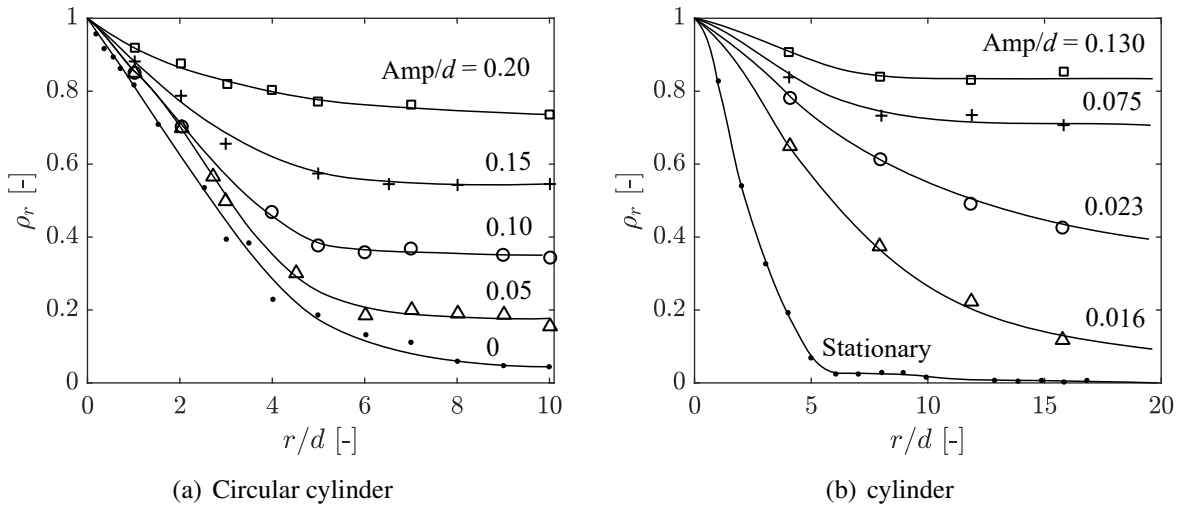 1
0.8
0.6
0.4
0.2
0
ρ_r [-]
Amp/d = 0.20
0.15
0.10
0.05
0
0 2 4 6 8 10
r/d [-]
(a) Circular cylinder
1
0.8
0.6
0.4
0.2
0
ρ_r [-]
Amp/d = 0.130
0.075
0.023
0.016
Stationary
0 5 10 15 20
r/d [-]
(b) cylinder